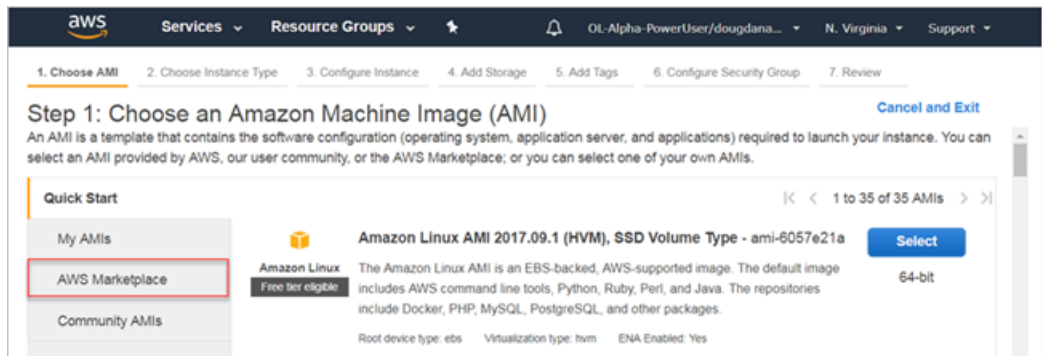 aws Services Resource Groups OL-Alpha-PowerUser/dougdana... N. Virginia Support
1. Choose AMI 2. Choose Instance Type 3. Configure Instance 4. Add Storage 5. Add Tags 6. Configure Security Group 7. Review
Step 1: Choose an Amazon Machine Image (AMI)
Cancel and Exit
An AMI is a template that contains the software configuration (operating system, application server, and applications) required to launch your instance. You can
select an AMI provided by AWS, our user community, or the AWS Marketplace; or you can select one of your own AMIs.
Quick Start
1 to 35 of 35 AMIs
My AMIs
AWS Marketplace
Community AMIs
Amazon Linux
Free tier eligible
Amazon Linux AMI 2017.09.1 (HVM), SSD Volume Type - ami-6057e21a
The Amazon Linux AMI is an EBS-backed, AWS-supported image. The default image
includes AWS command line tools, Python, Ruby, Perl, and Java. The repositories
include Docker, PHP, MySQL, PostgreSQL, and other packages.
Root device type: ebs Virtualization type: hvm ENA Enabled: Yes
Select
64-bit